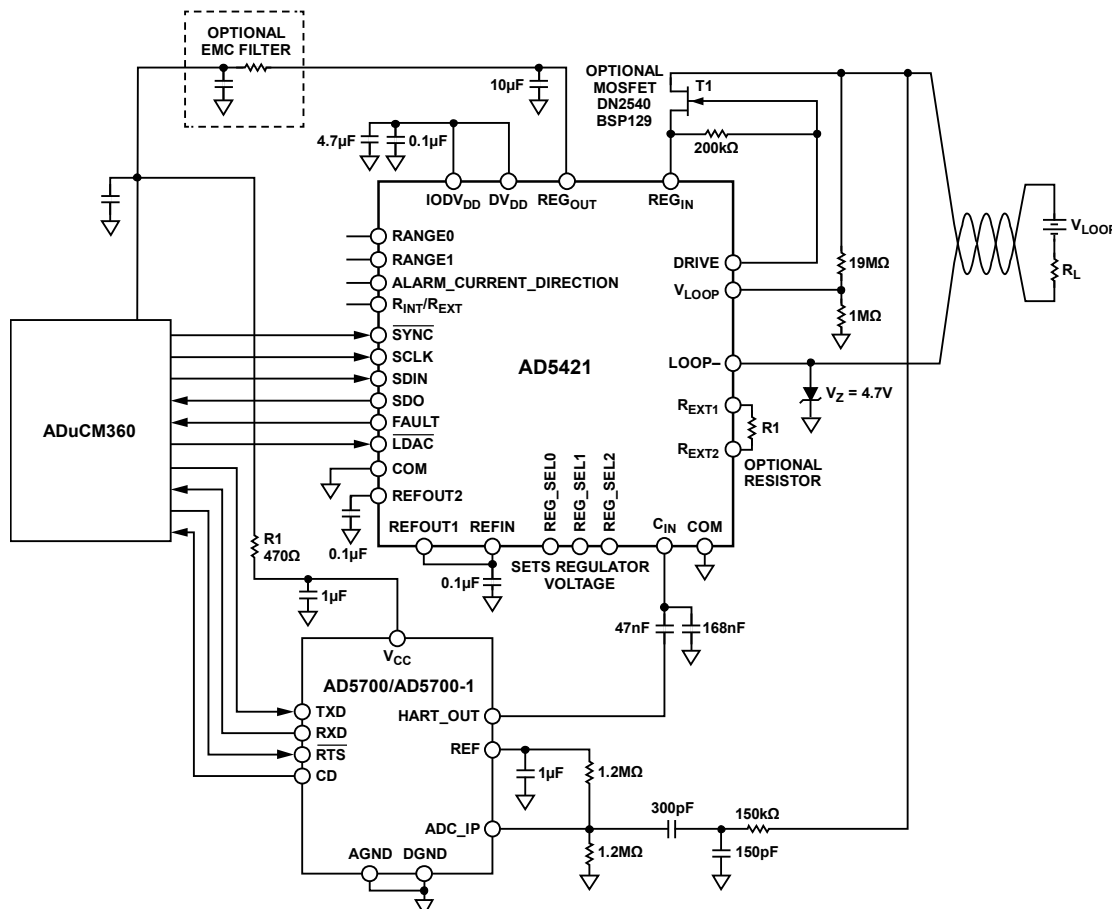 OPTIONAL
EMC FILTER
10µF
OPTIONAL
MOSFET
DN2540
BSP129
T1
200kΩ
4.7µF
0.1µF
IODVDD
DVDD
REGOUT
REGIN
VLOOP
RL
RANGE0
RANGE1
ALARM_CURRENT_DIRECTION
RINT/REXT
SYNC
SCLK
SDIN
SDO
FAULT
LDAC
COM
REFOUT2
AD5421
DRIVE
VLOOP
LOOP–
REXT1
REXT2
19MΩ
1MΩ
VZ = 4.7V
R1
OPTIONAL
RESISTOR
ADuCM360
REFOUT1
REFIN
REG_SEL0
REG_SEL1
REG_SEL2
CIN
COM
SETS REGULATOR
VOLTAGE
0.1µF
0.1µF
R1
470Ω
1µF
47nF
168nF
VCC
AD5700/AD5700-1
TXD
RXD
RTS
CD
HART_OUT
REF
ADC_IP
AGND
DGND
1µF
1.2MΩ
300pF
150kΩ
1.2MΩ
150pF